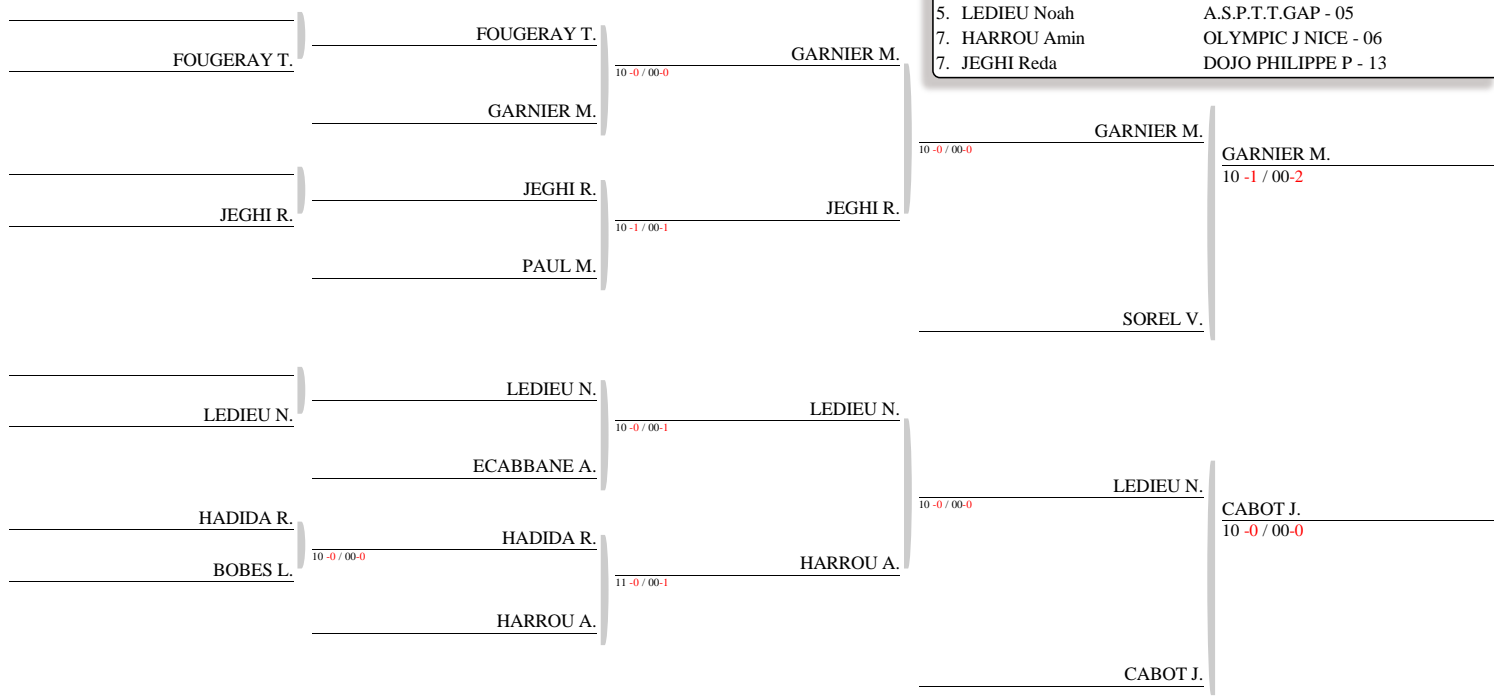 5. LEDIEU Noah A.S.P.T.T.GAP - 05
7. HARROU Amin OLYMPIC J NICE - 06
7. JEGHI Reda DOJO PHILIPPE P - 13
FOUGERAY T.
JEGHI R.
LEDIEU N.
HADIDA R.
BOBES L.
FOUGERAY T.
GARNIER M.
JEGHI R.
PAUL M.
LEDIEU N.
ECABBANE A.
HADIDA R.
10 -0 / 00-0
HARROU A.
GARNIER M.
10 -0 / 00-0
JEGHI R.
10 -1 / 00-1
LEDIEU N.
10 -0 / 00-1
HARROU A.
11 -0 / 00-1
GARNIER M.
10 -0 / 00-0
SOREL V.
LEDIEU N.
10 -0 / 00-0
CABOT J.
GARNIER M.
10 -1 / 00-2
CABOT J.
10 -0 / 00-0